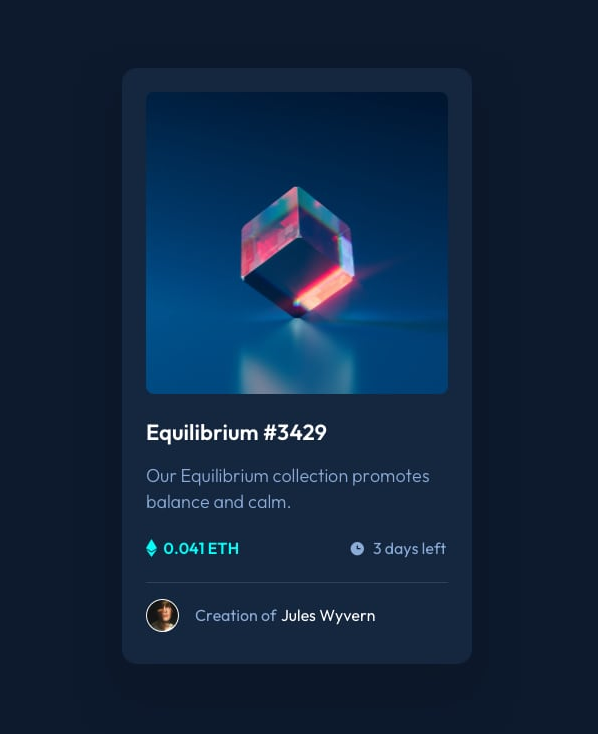 Equilibrium #3429
Our Equilibrium collection promotes
balance and calm.
0.041 ETH
3 days left
Creation of Jules Wyvern